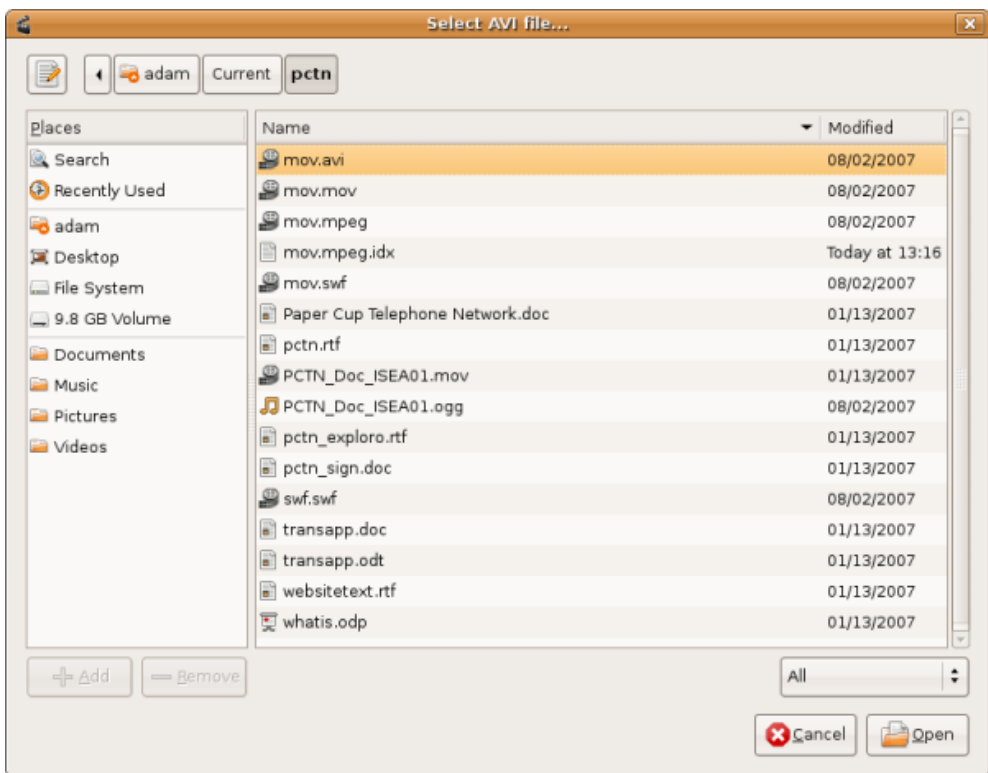 Select AVI file...
adam Current pctn
Places
Search
Recently Used
adam
Desktop
File System
9.8 GB Volume
Documents
Music
Pictures
Videos
Name Modified
mov.avi 08/02/2007
mov.mov 08/02/2007
mov.mpeg 08/02/2007
mov.mpeg.idx Today at 13:16
mov.swf 08/02/2007
Paper Cup Telephone Network.doc 01/13/2007
pctn.rtf 01/13/2007
PCTN_Doc_ISEA01.mov 01/13/2007
PCTN_Doc_ISEA01.ogg 08/02/2007
pctn_exploro.rtf 01/13/2007
pctn_sign.doc 01/13/2007
swf.swf 08/02/2007
transapp.doc 01/13/2007
transapp.odt 01/13/2007
websitetext.rtf 01/13/2007
whatis.odp 01/13/2007
Add Remove All
Cancel Open